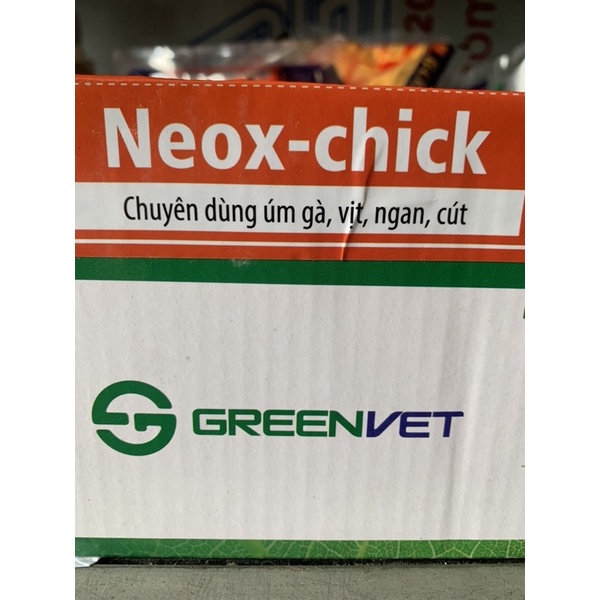 Neox-chick
Chuyên dùng úm gà, vịt, ngan, cút
GREENVET